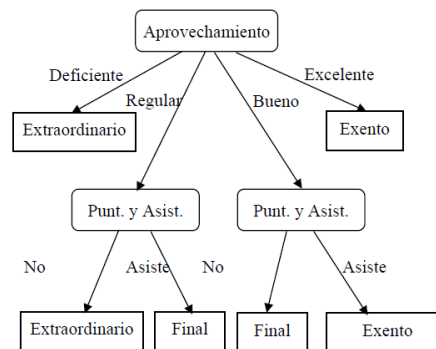 Aprovechamiento
Deficiente
Excelente
Regular
Bueno
Extraordinario
Exento
Punt. y Asist.
Punt. y Asist.
No
Asiste
No
Asiste
Extraordinario
Final
Final
Exento